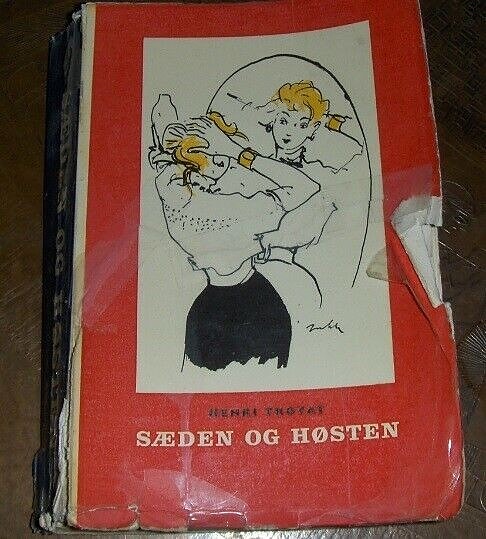 HENRI TROYAT
SÆDEN OG HØSTEN